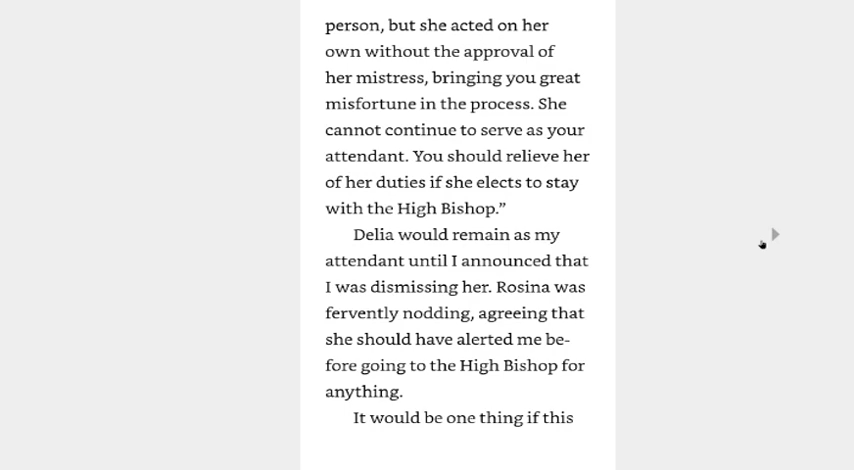 person, but she acted on her
own without the approval of
her mistress, bringing you great
misfortune in the process. She
cannot continue to serve as your
attendant. You should relieve her
of her duties if she elects to stay
with the High Bishop.”
Delia would remain as my
attendant until I announced that
I was dismissing her. Rosina was
fervently nodding, agreeing that
she should have alerted me be-
fore going to the High Bishop for
anything.
It would be one thing if this